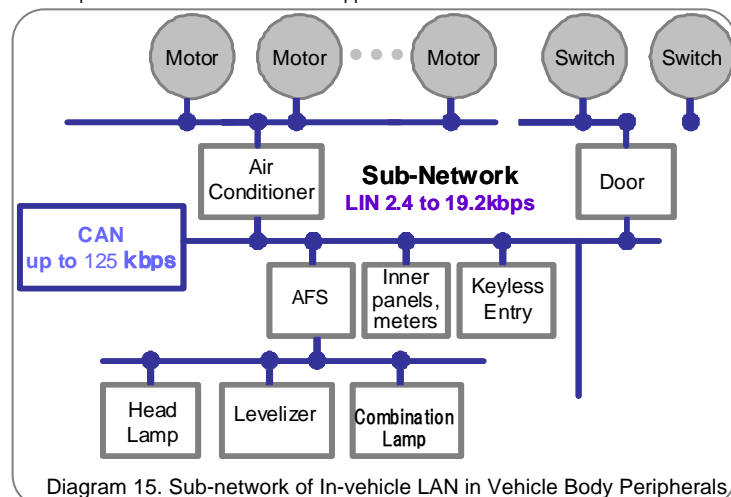 Motor Motor Motor Switch Switch
Air
Conditioner
Sub-Network
LIN 2.4 to 19.2kbps
Door
CAN
up to 125 kbps
AFS
Inner
panels,
meters
Keyless
Entry
Head
Lamp
Levelizer
Combination
Lamp
Diagram 15. Sub-network of In-vehicle LAN in Vehicle Body Peripherals